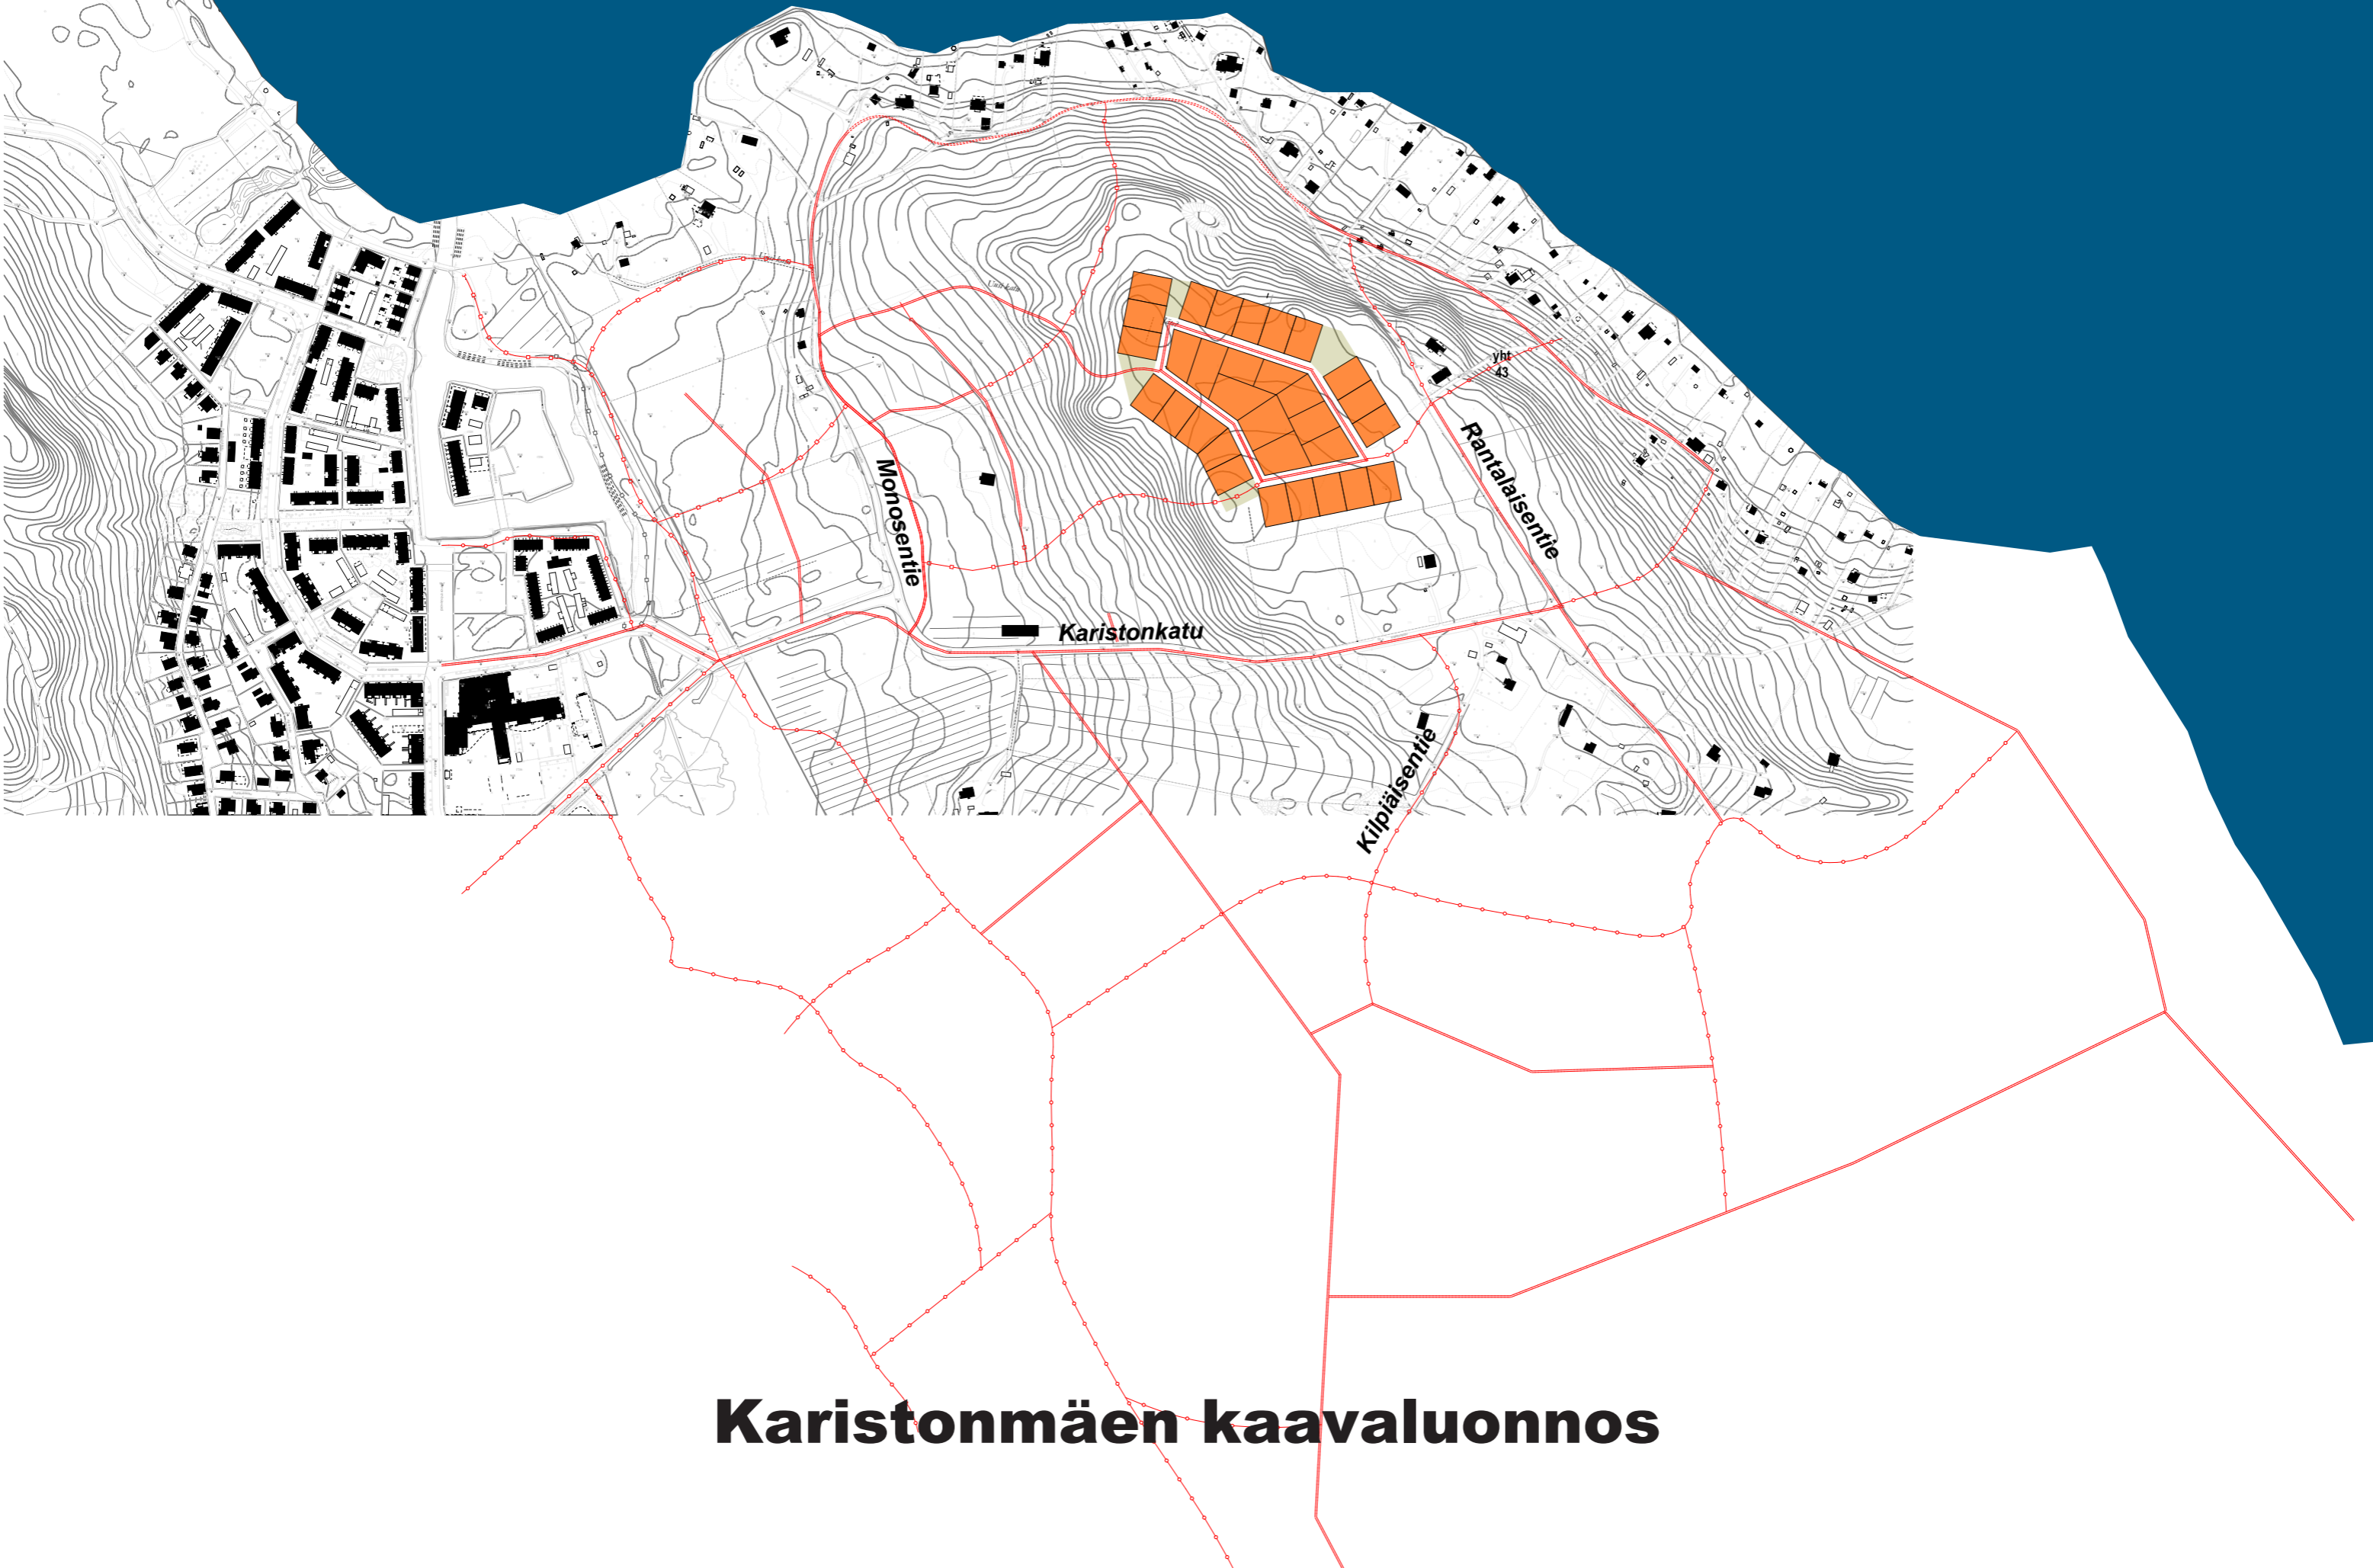 yht
43
Rantalaisentie
Monosentie
Karistonkatu
Kilpiäisentie
Karistonmäen kaavaluonnos